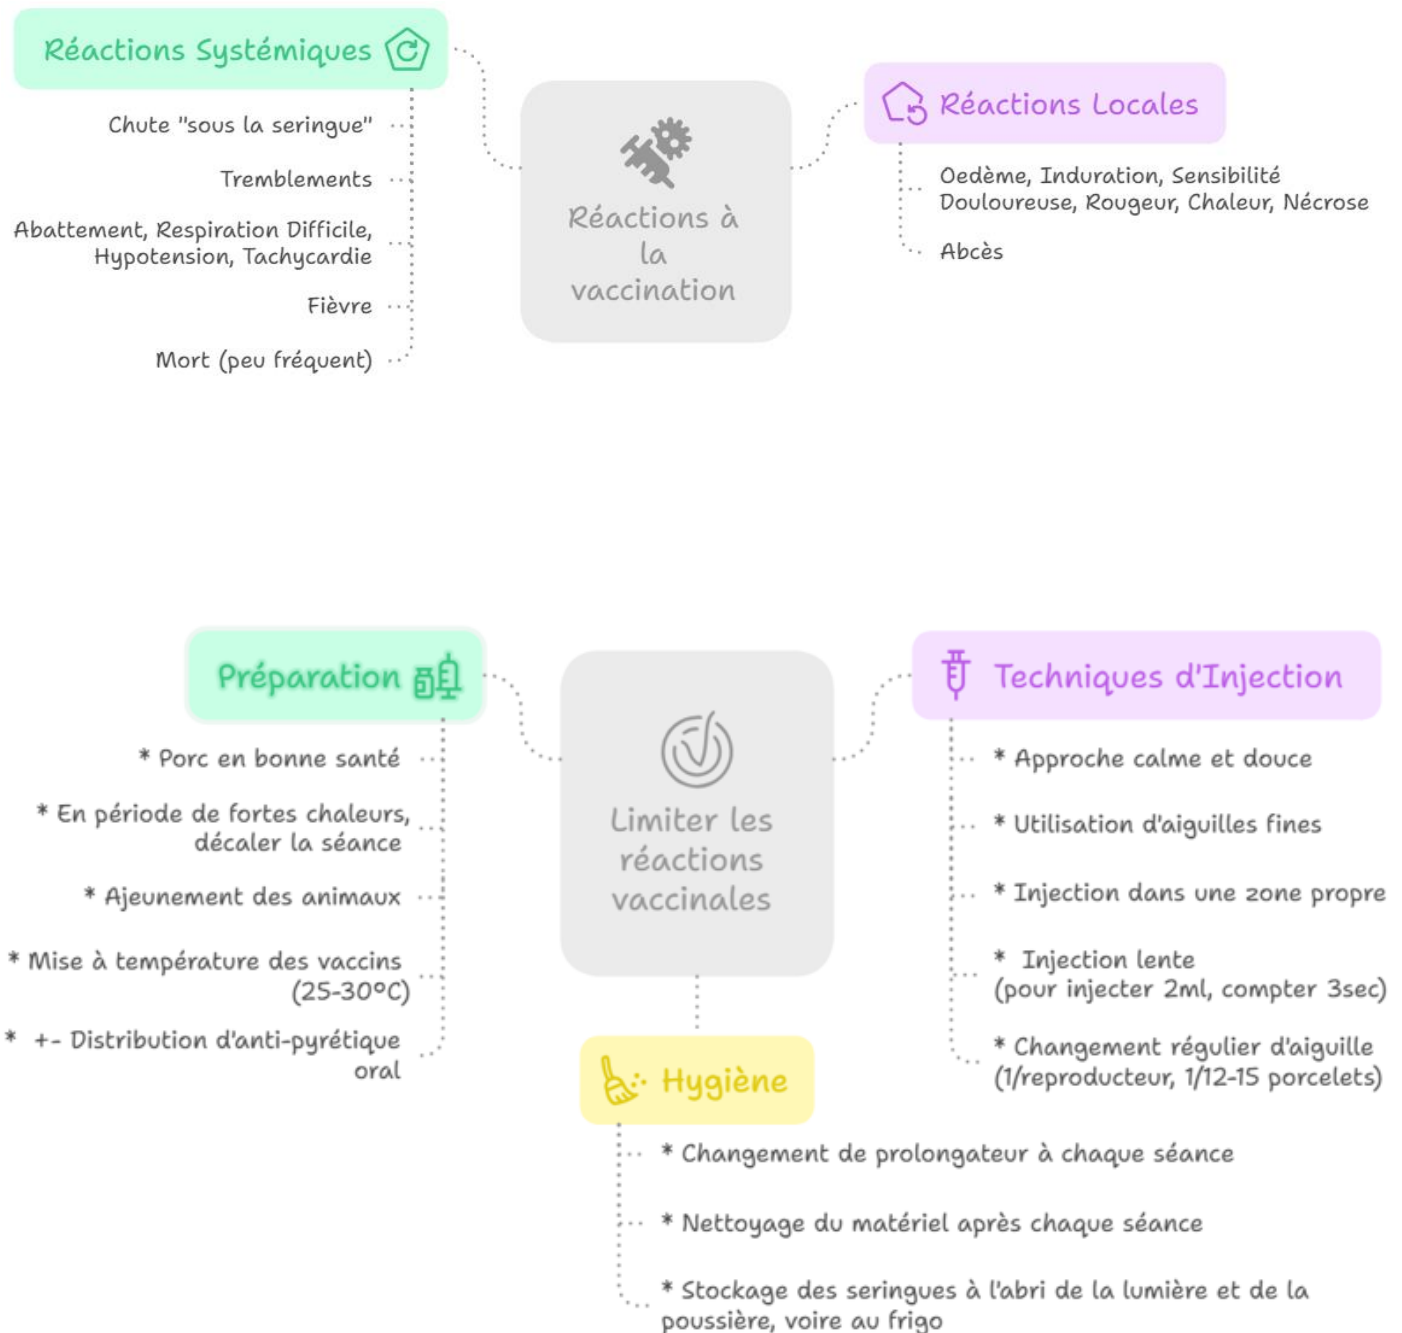 Réactions Systémiques
Chute "sous la seringue"
Tremblements
Abattement, Respiration Difficile,
Hypotension, Tachycardie
Fièvre
Mort (peu fréquent)
Réactions à
la
vaccination
Réactions Locales
Oedème, Induration, Sensibilité
Douloureuse, Rougeur, Chaleur, Nécrose
Abcès
Préparation
* Porc en bonne santé
* En période de fortes chaleurs,
décaler la séance
* Ajeunement des animaux
* Mise à température des vaccins
(25-30°C)
* +- Distribution d'anti-pyrétique
oral
Limiter les
réactions
vaccinales
Techniques d'Injection
* Approche calme et douce
* Utilisation d'aiguilles fines
* Injection dans une zone propre
* Injection lente
(pour injecter 2ml, compter 3sec)
* Changement régulier d'aiguille
(1/reproducteur, 1/12-15 porcelets)
Hygiène
* Changement de prolongateur à chaque séance
* Nettoyage du matériel après chaque séance
* Stockage des seringues à l'abri de la lumière et de la
poussière, voire au frigo